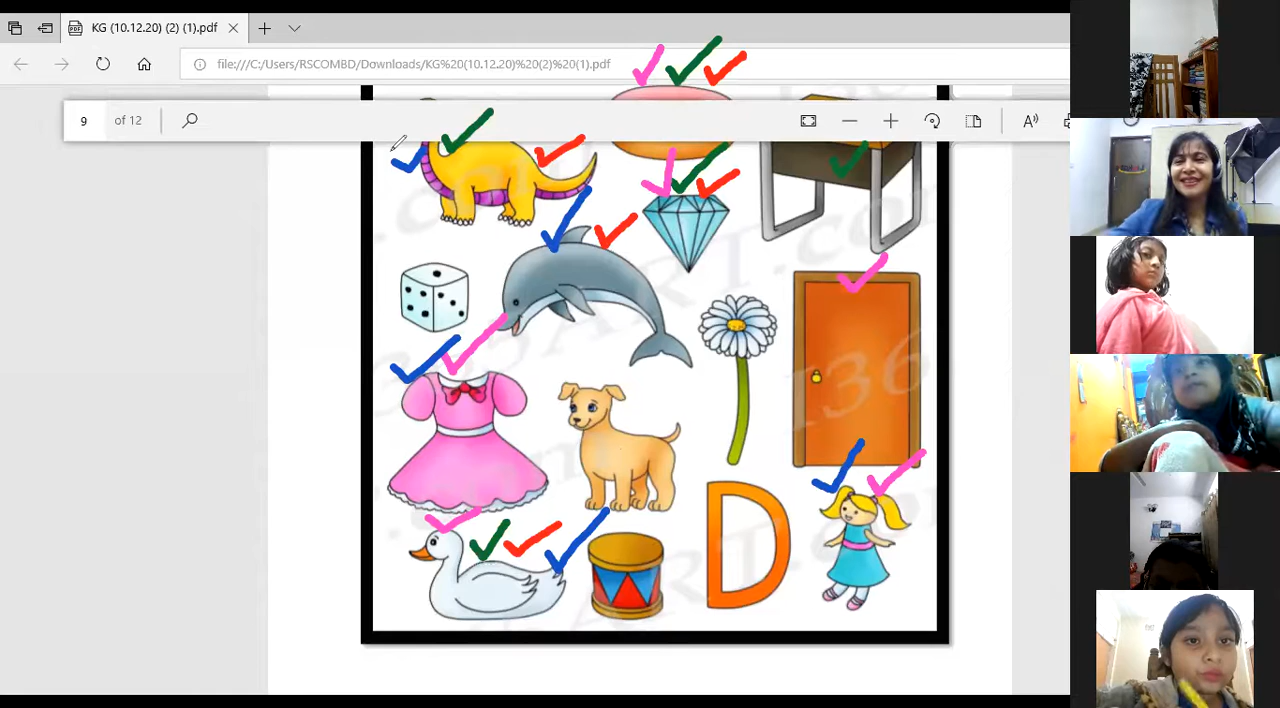 KG (10.12.20) (2) (1).pdf
file:///C:/Users/RSCOMBD/Downloads/KG%20(10.12.20)%20(2)%20(1).pdf
9 of 12
D